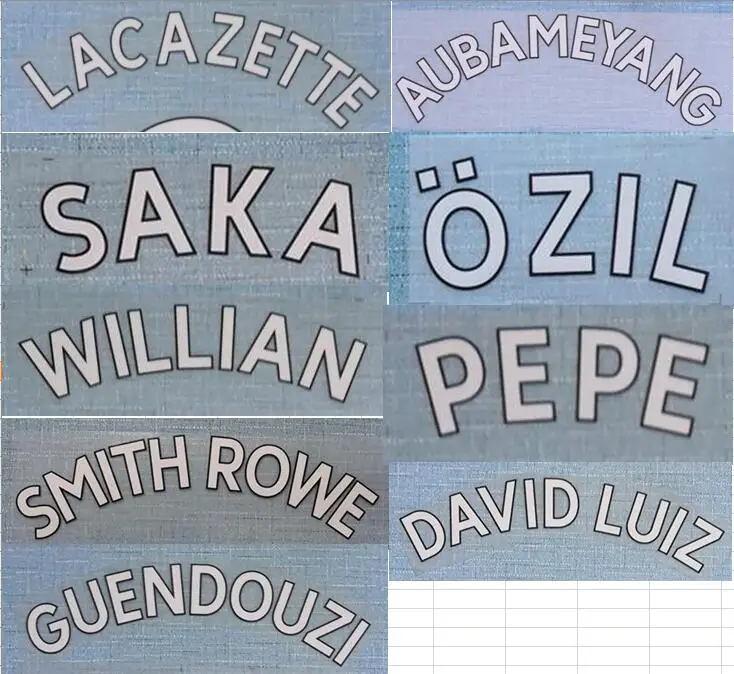 LACAZETTE
AUBAMEYANG
SAKA
ÖZIL
WILLIAN
PEPE
SMITH ROWE
DAVID LUIZ
GUENDOUZI